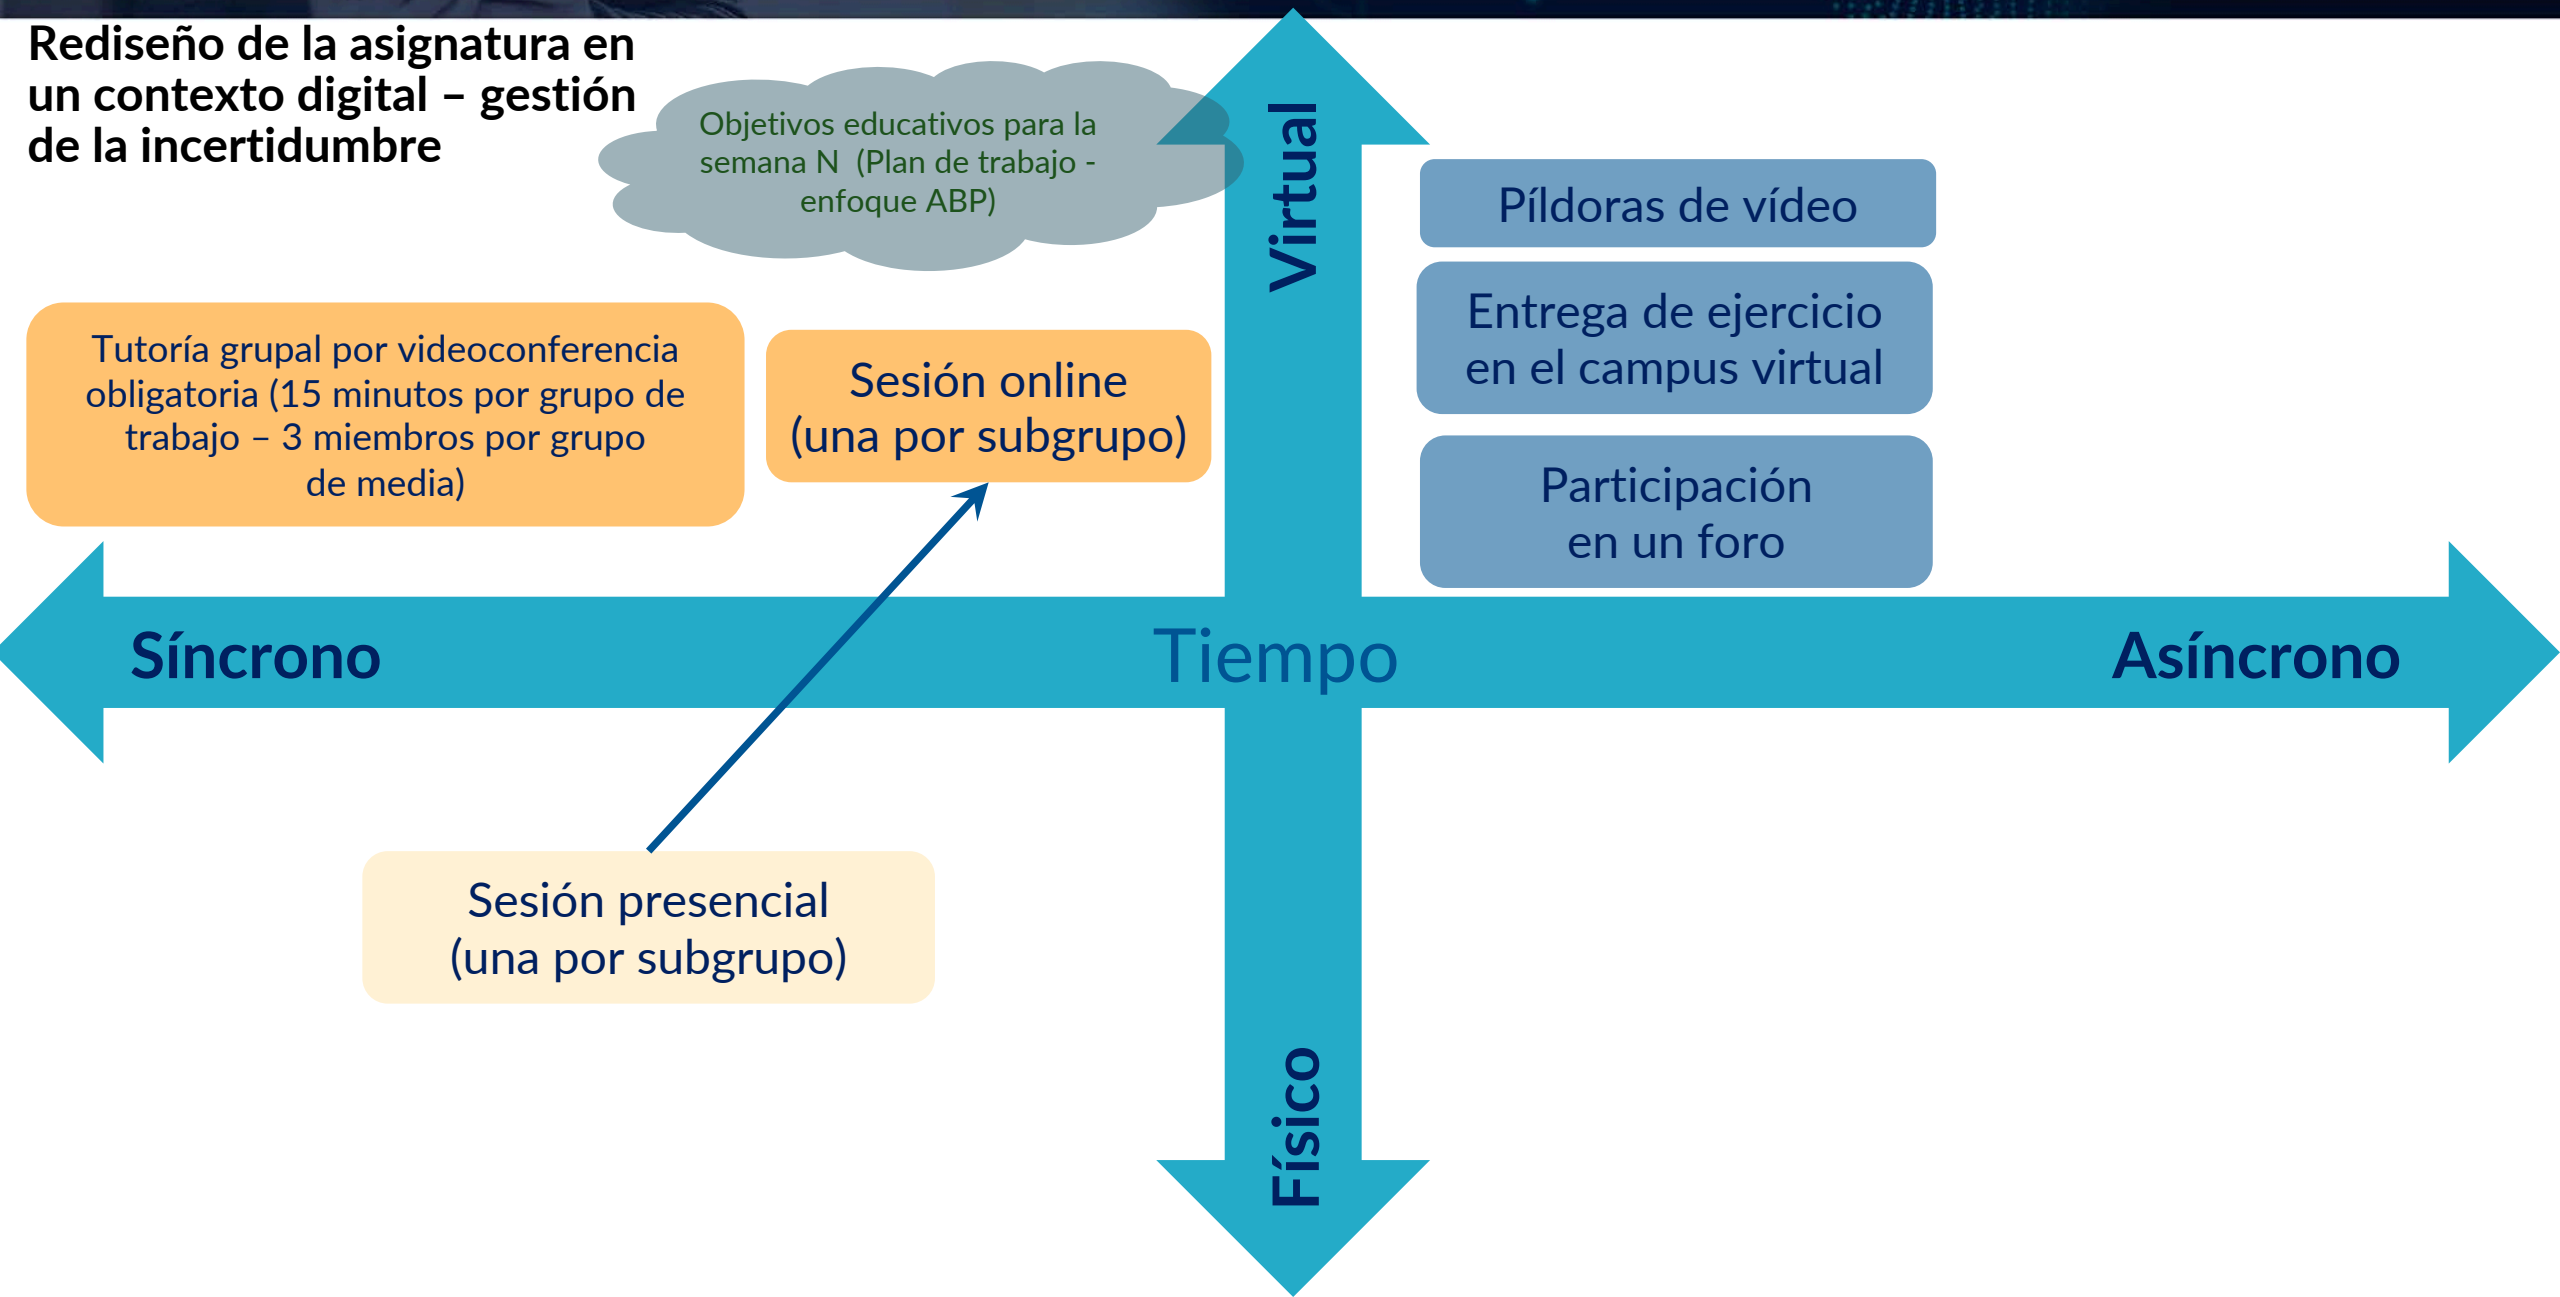 Rediseño de la asignatura en
un contexto digital – gestión
de la incertidumbre
Objetivos educativos para la
semana N (Plan de trabajo -
enfoque ABP)
Virtual
Píldoras de vídeo
Entrega de ejercicio
en el campus virtual
Participación
en un foro
Tutoría grupal por videoconferencia
obligatoria (15 minutos por grupo de
trabajo – 3 miembros por grupo
de media)
Sesión online
(una por subgrupo)
Síncrono
Tiempo
Asíncrono
Sesión presencial
(una por subgrupo)
Físico